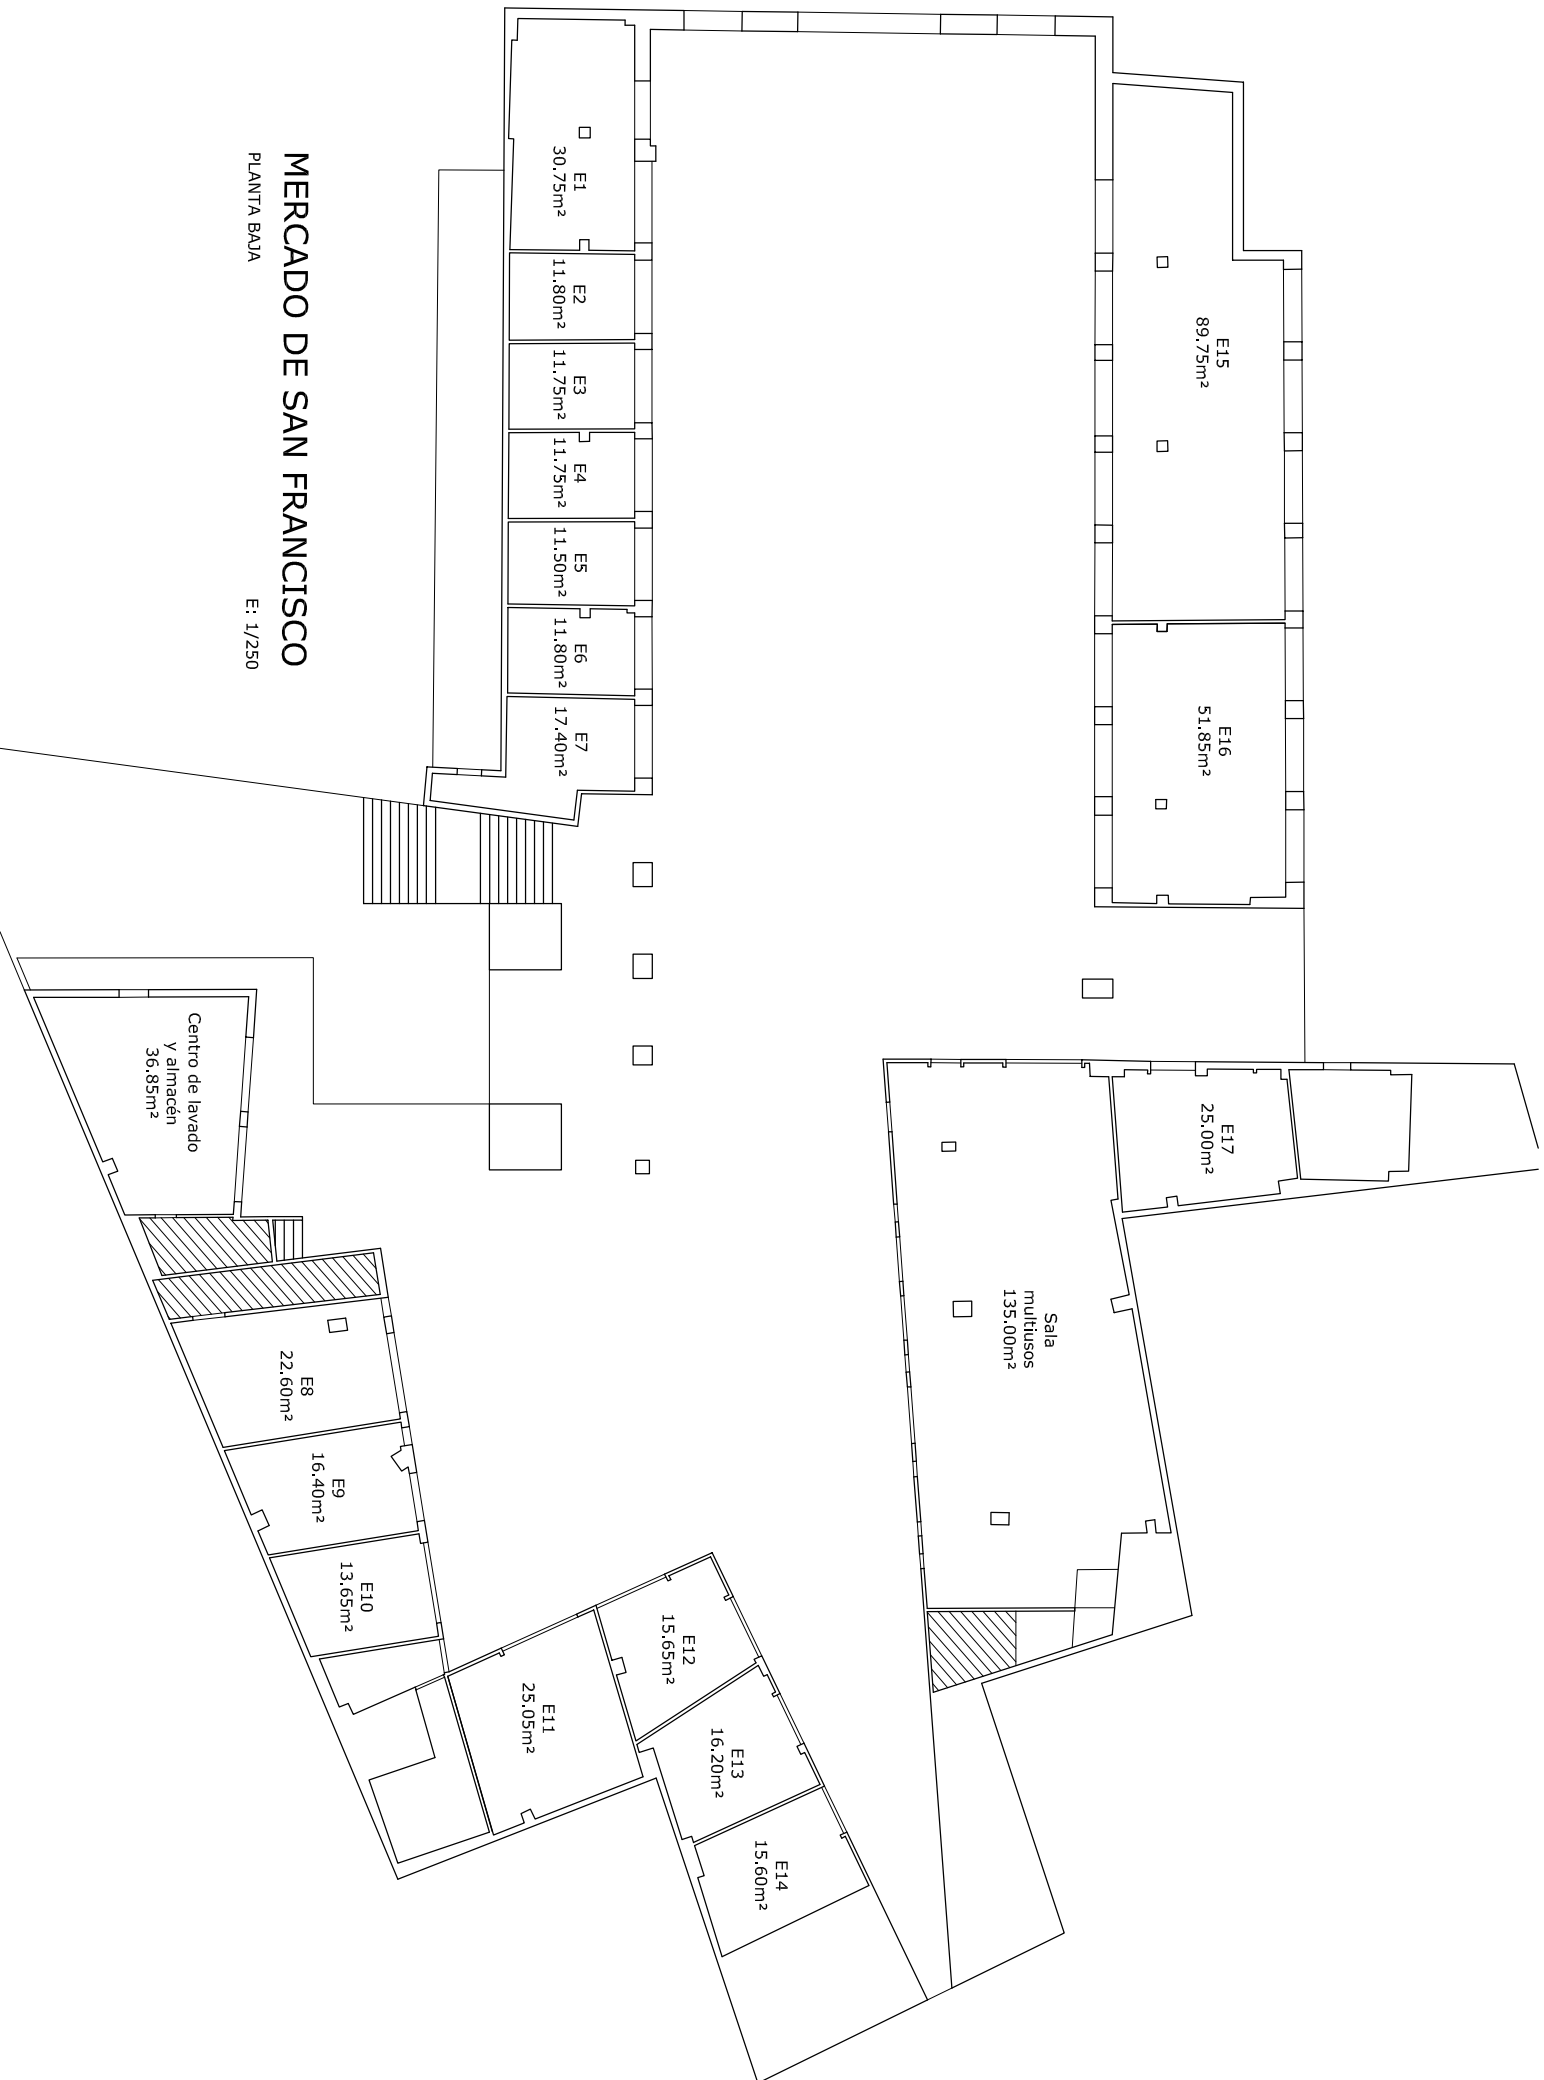 MERCADO DE SAN FRANCISCO
PLANTA BAJA
E: 1/250
E1
30.75m²
E2
11.80m²
E3
11.75m²
E4
11.75m²
E5
11.50m²
E6
11.80m²
E7
17.40m²
Centro de lavado
y almacén
36.85m²
E8
22.60m²
E9
16.40m²
E10
13.65m²
E11
25.05m²
E12
15.65m²
E13
16.20m²
E14
15.60m²
E15
89.75m²
E16
51.85m²
E17
25.00m²
Sala
multiusos
135.00m²